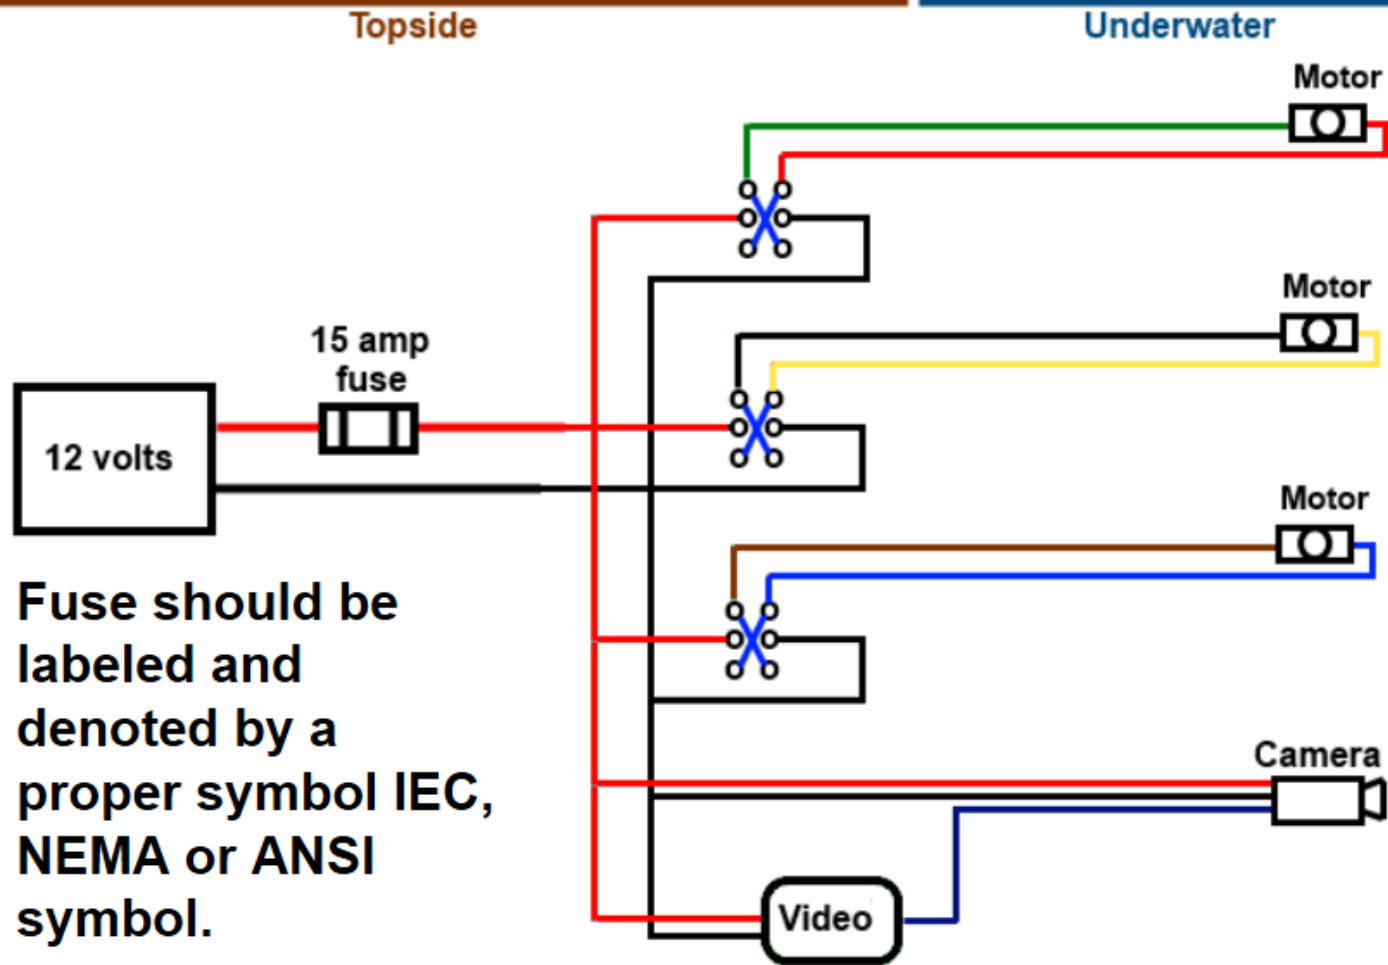 Topside
Underwater
Motor
Motor
15 amp
fuse
12 volts
Motor
Fuse should be
labeled and
denoted by a
proper symbol IEC,
NEMA or ANSI
symbol.
Camera
Video